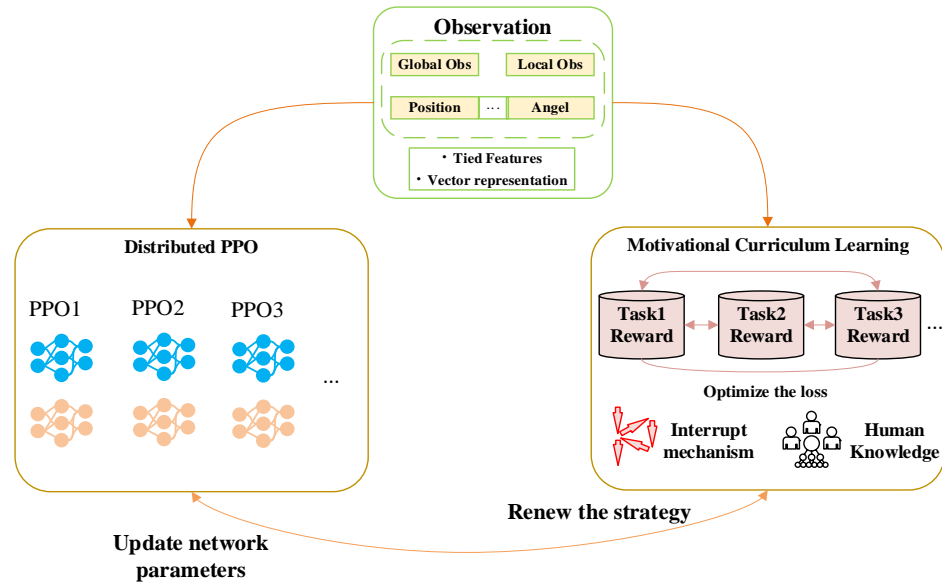 Observation
Global Obs
Local Obs
Position
...
Angel
· Tied Features
· Vector representation
Distributed PPO
PPO1
PPO2
PPO3
...
Motivational Curriculum Learning
Task1
Reward
Task2
Reward
Task3
Reward
...
Optimize the loss
Interrupt
mechanism
Human
Knowledge
Renew the strategy
Update network
parameters